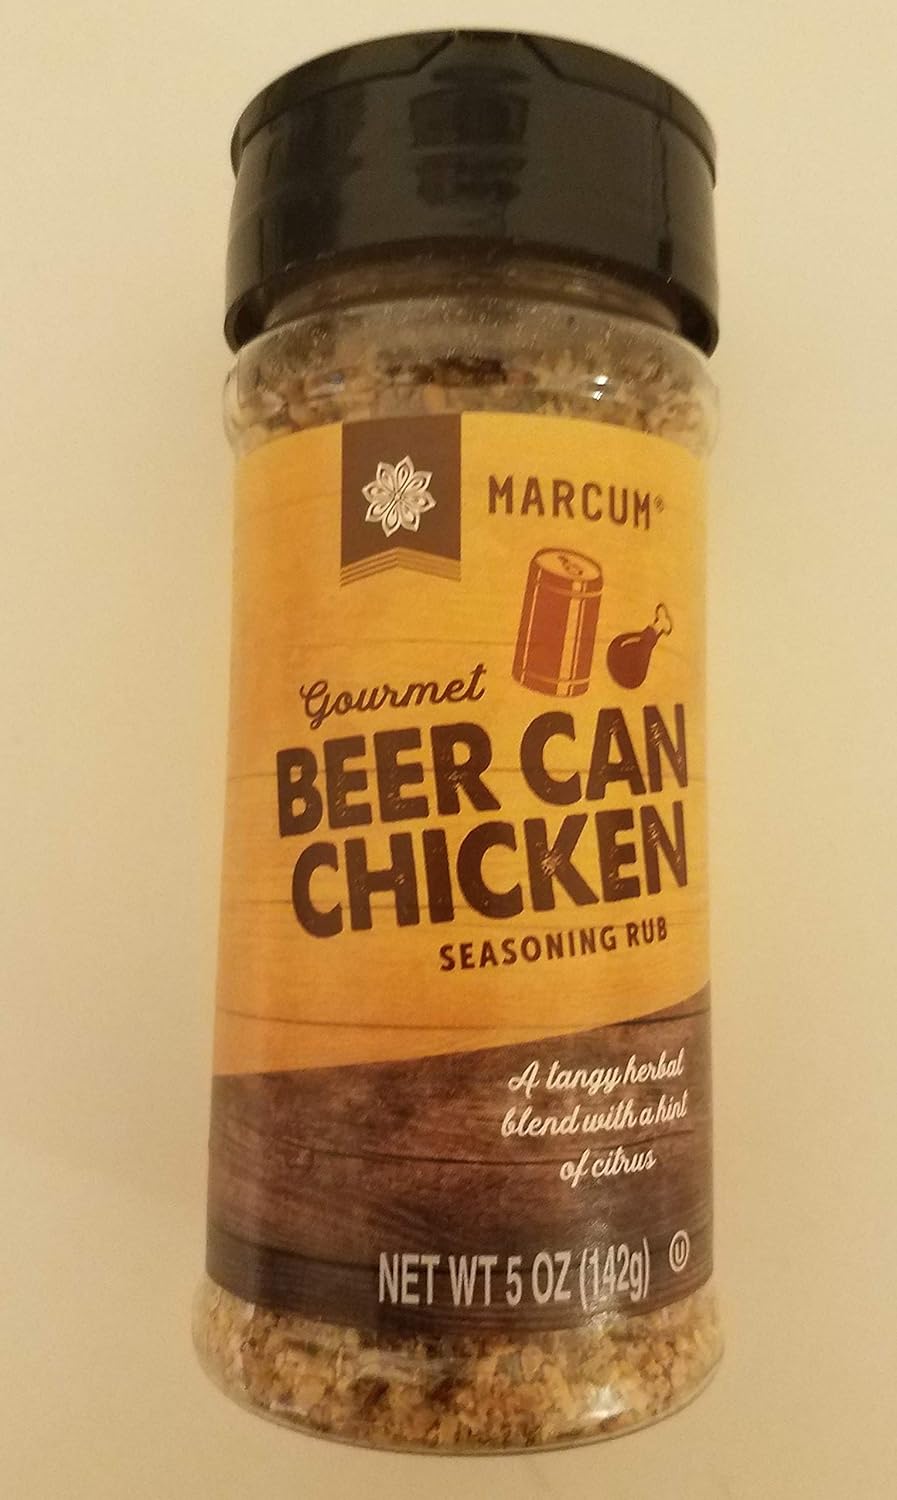 MARCUM®
Gourmet
BEER CAN
CHICKEN
SEASONING RUB
A tangy herbal
blend with a hint
of citrus
NET WT 5 OZ (142g) Ⓤ